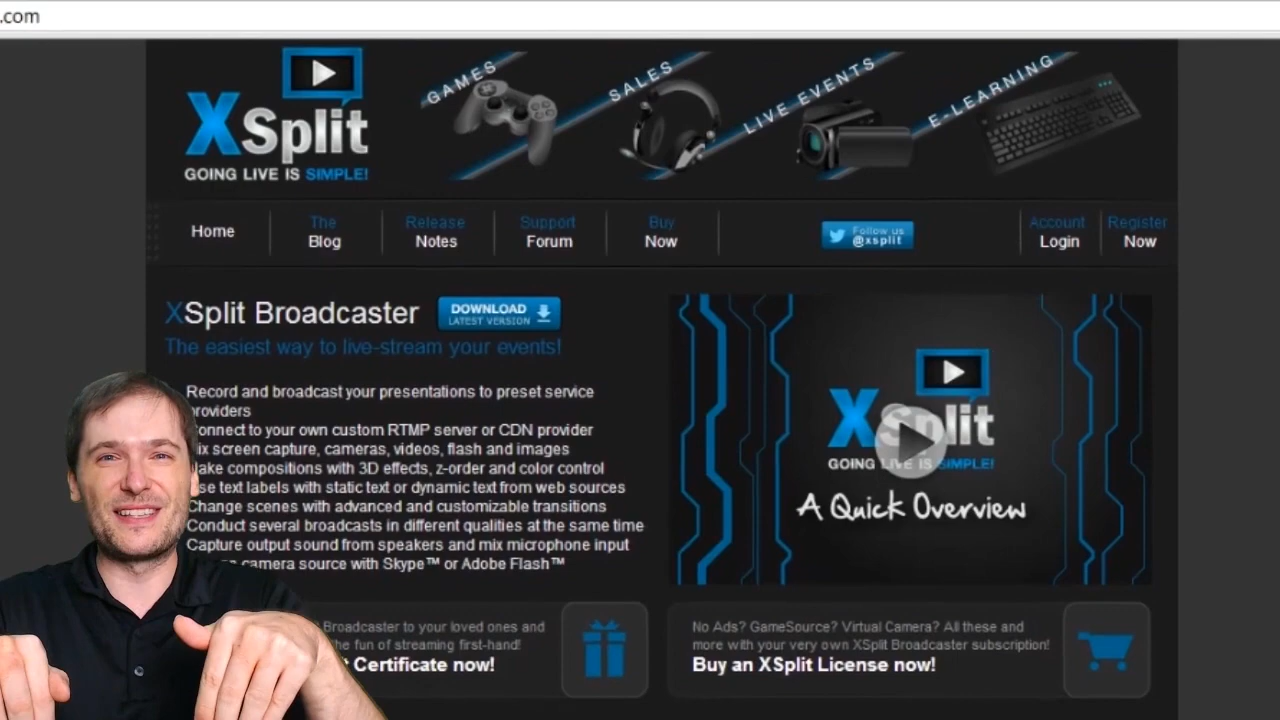 .com
XSplit
GOING LIVE IS SIMPLE!
GAMES
SALES
LIVE EVENTS
E-LEARNING
Home
The
Blog
Release
Notes
Support
Forum
Buy
Now
Follow us
@xsplit
Account
Login
Register
Now
XSplit Broadcaster
DOWNLOAD
LATEST VERSION
The easiest way to live-stream your events!
Record and broadcast your presentations to preset service
providers
onnect to your own custom RTMP server or CDN provider
ix screen capture, cameras, videos, flash and images
ake compositions with 3D effects, z-order and color control
se text labels with static text or dynamic text from web sources
Change scenes with advanced and customizable transitions
Conduct several broadcasts in different qualities at the same time
Capture output sound from speakers and mix microphone input
camera source with Skype™ or Adobe Flash™
XSplit
GOING LIVE IS SIMPLE!
A Quick Overview
Broadcaster to your loved ones and
he fun of streaming first-hand!
t Certificate now!
No Ads? GameSource? Virtual Camera? All these and
more with your very own XSplit Broadcaster subscription!
Buy an XSplit License now!